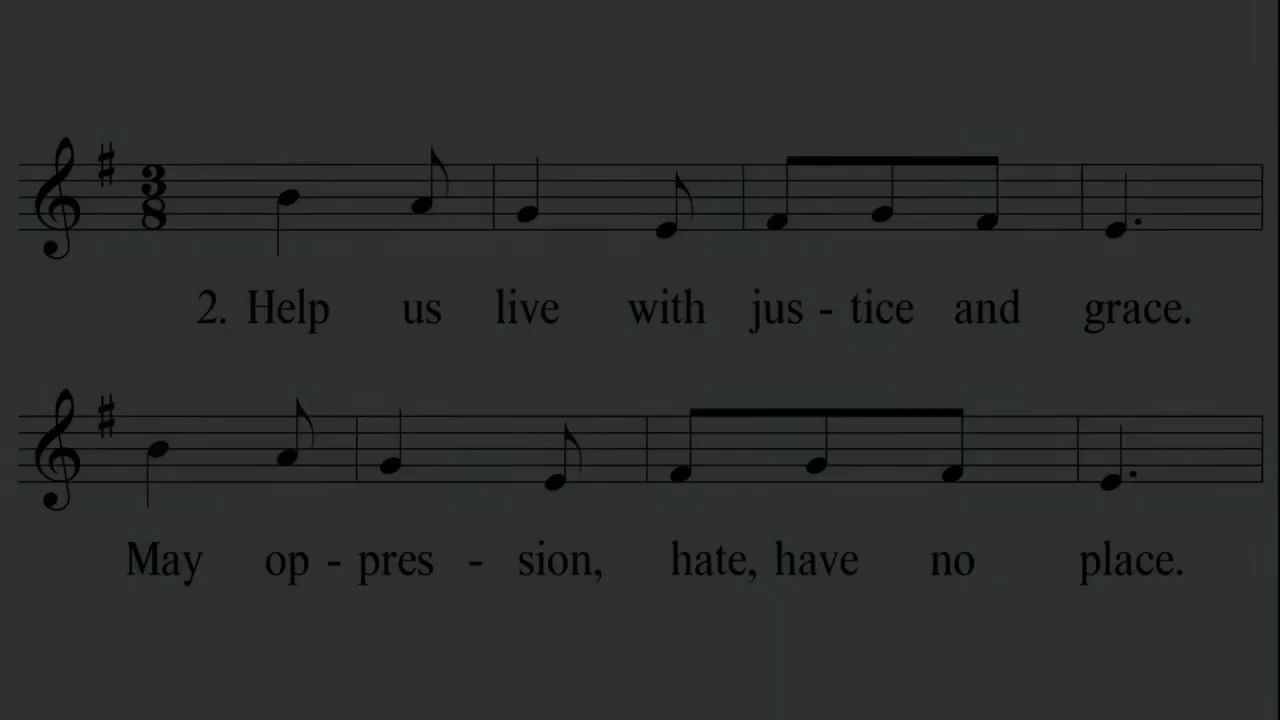 2. Help us live with jus - tice and grace.
May op - pres - sion, hate, have no place.